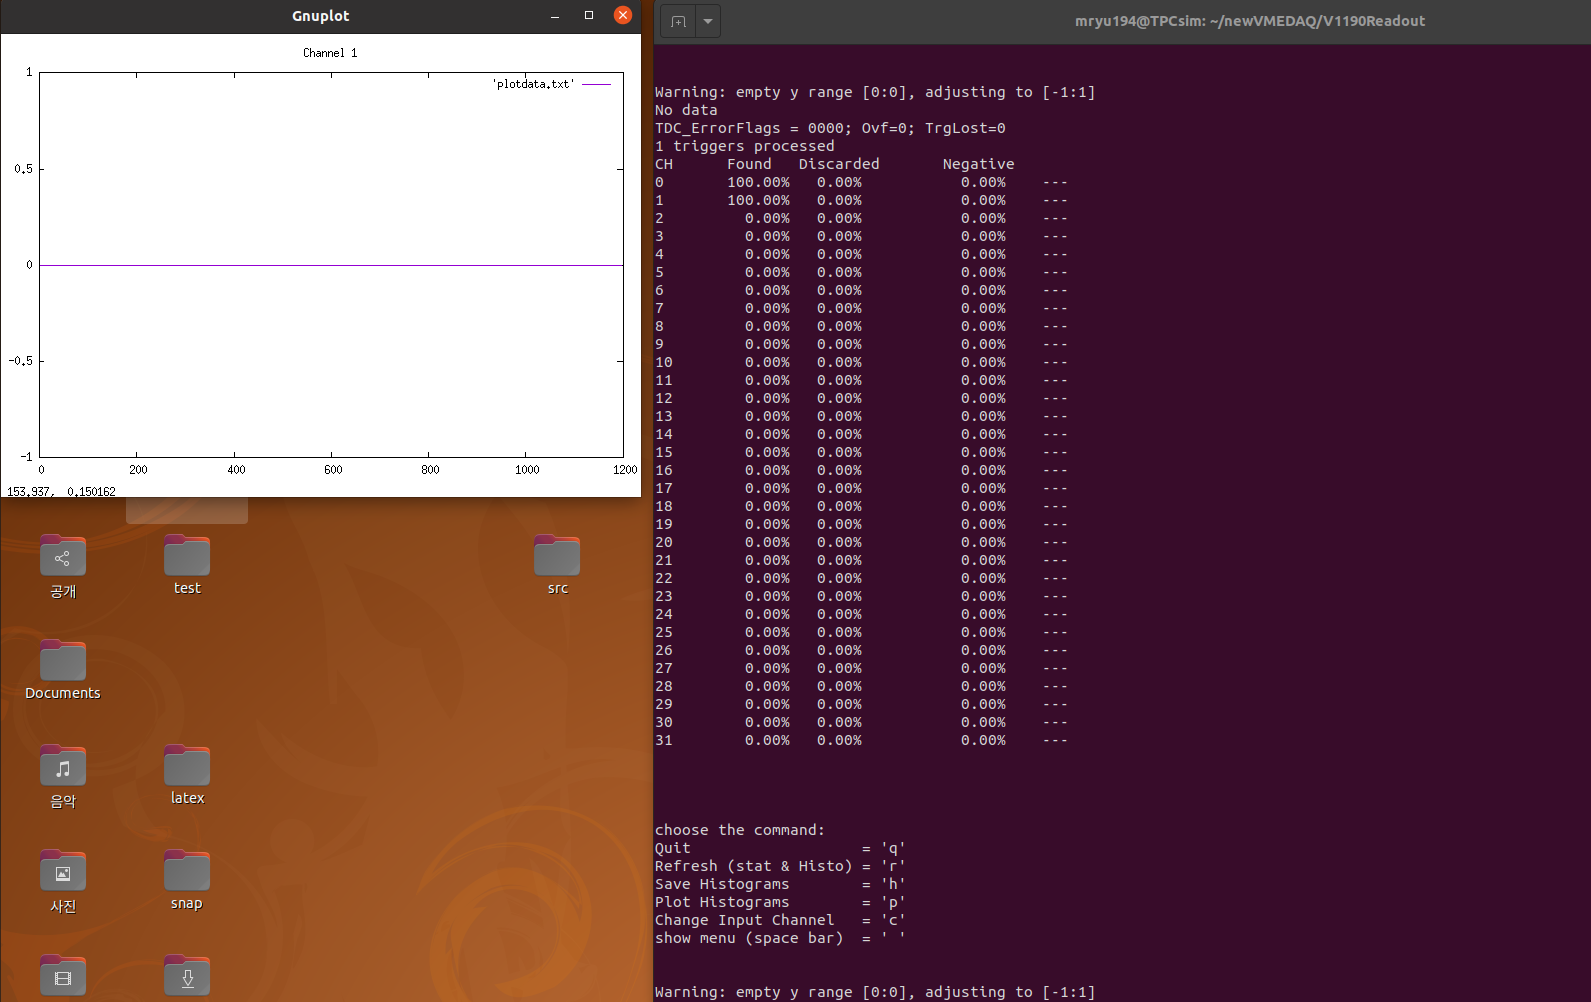 Gnuplot
Channel 1
'plotdata.txt'
1
0.5
0
-0.5
-1
0 200 400 600 800 1000 1200
153.937, 0.150162
공개
test
src
Documents
음악
latex
사진
snap
mryu194@TPCsim: ~/newVMEDAQ/V1190Readout
Warning: empty y range [0:0], adjusting to [-1:1]
No data
TDC_ErrorFlags = 0000; Ovf=0; TrgLost=0
1 triggers processed
CH Found Discarded Negative
0 100.00% 0.00% 0.00% ---
1 100.00% 0.00% 0.00% ---
2 0.00% 0.00% 0.00% ---
3 0.00% 0.00% 0.00% ---
4 0.00% 0.00% 0.00% ---
5 0.00% 0.00% 0.00% ---
6 0.00% 0.00% 0.00% ---
7 0.00% 0.00% 0.00% ---
8 0.00% 0.00% 0.00% ---
9 0.00% 0.00% 0.00% ---
10 0.00% 0.00% 0.00% ---
11 0.00% 0.00% 0.00% ---
12 0.00% 0.00% 0.00% ---
13 0.00% 0.00% 0.00% ---
14 0.00% 0.00% 0.00% ---
15 0.00% 0.00% 0.00% ---
16 0.00% 0.00% 0.00% ---
17 0.00% 0.00% 0.00% ---
18 0.00% 0.00% 0.00% ---
19 0.00% 0.00% 0.00% ---
20 0.00% 0.00% 0.00% ---
21 0.00% 0.00% 0.00% ---
22 0.00% 0.00% 0.00% ---
23 0.00% 0.00% 0.00% ---
24 0.00% 0.00% 0.00% ---
25 0.00% 0.00% 0.00% ---
26 0.00% 0.00% 0.00% ---
27 0.00% 0.00% 0.00% ---
28 0.00% 0.00% 0.00% ---
29 0.00% 0.00% 0.00% ---
30 0.00% 0.00% 0.00% ---
31 0.00% 0.00% 0.00% ---
choose the command:
Quit = 'q'
Refresh (stat & Histo) = 'r'
Save Histograms = 'h'
Plot Histograms = 'p'
Change Input Channel = 'c'
show menu (space bar) = ' '
Warning: empty y range [0:0], adjusting to [-1:1]